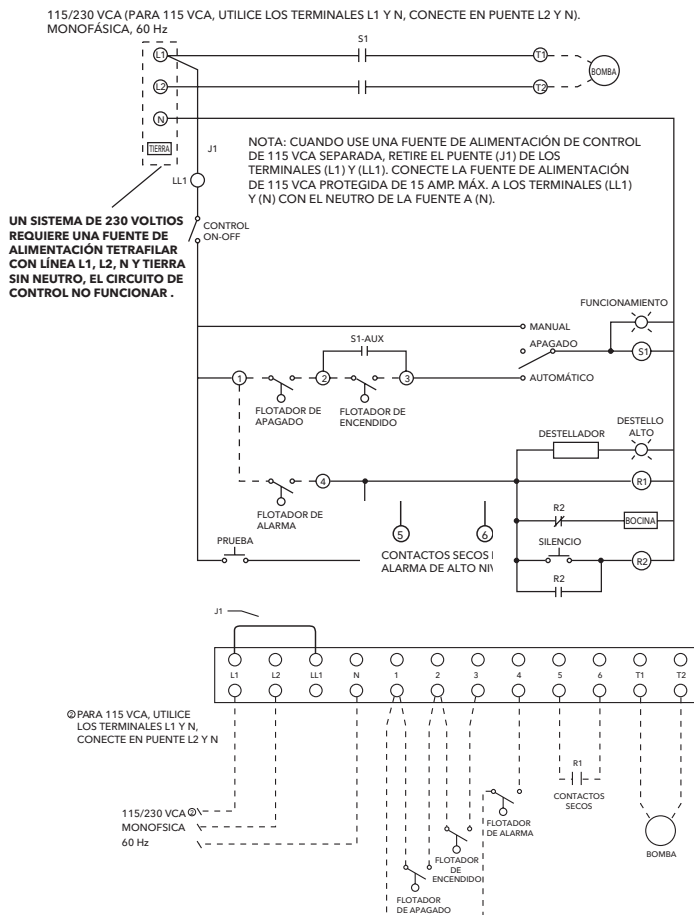 115/230 VCA (PARA 115 VCA, UTILICE LOS TERMINALES L1 Y N, CONECTE EN PUENTE L2 Y N).
MONOFÁSICA, 60 Hz
S1
L1
T1
BOMBA
L2
T2
N
TIERRA
J1
NOTA: CUANDO USE UNA FUENTE DE ALIMENTACIÓN DE CONTROL
DE 115 VCA SEPARADA, RETIRE EL PUENTE (J1) DE LOS
TERMINALES (L1) Y (LL1). CONECTE LA FUENTE DE ALIMENTACIÓN
DE 115 VCA PROTEGIDA DE 15 AMP. MÁX. A LOS TERMINALES (LL1)
Y (N) CON EL NEUTRO DE LA FUENTE A (N).
LL1
UN SISTEMA DE 230 VOLTIOS
REQUIERE UNA FUENTE DE
ALIMENTACIÓN TETRAFILAR
CON LÍNEA L1, L2, N Y TIERRA
SIN NEUTRO, EL CIRCUITO DE
CONTROL NO FUNCIONAR .
CONTROL
ON-OFF
FUNCIONAMIENTO
MANUAL
S1-AUX
APAGADO
S1
1
2
3
AUTOMÁTICO
FLOTADOR DE
APAGADO
FLOTADOR DE
ENCENDIDO
DESTELLADOR
DESTELLO
ALTO
4
R1
FLOTADOR DE
ALARMA
R2
BOCINA
5
6
PRUEBA
CONTACTOS SECOS
ALARMA DE ALTO
SILENCIO
R2
R2
J1
L1 L2 LL1 N 1 2 3 4 5 6 T1 T2
② PARA 115 VCA, UTILICE
LOS TERMINALES L1 Y N,
CONECTE EN PUENTE L2 Y N
R1
CONTACTOS
SECOS
115/230 VCA ②
MONOFSICA
60 Hz
FLOTADOR
DE ALARMA
BOMBA
FLOTADOR
DE
ENCENDIDO
FLOTADOR
DE APAGADO